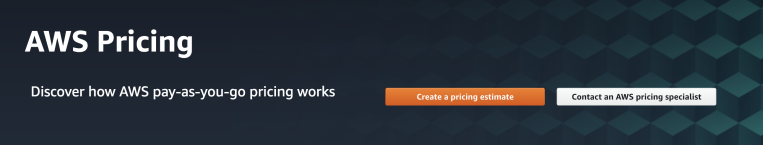 AWS Pricing
Discover how AWS pay-as-you-go pricing works
Create a pricing estimate
Contact an AWS pricing specialist